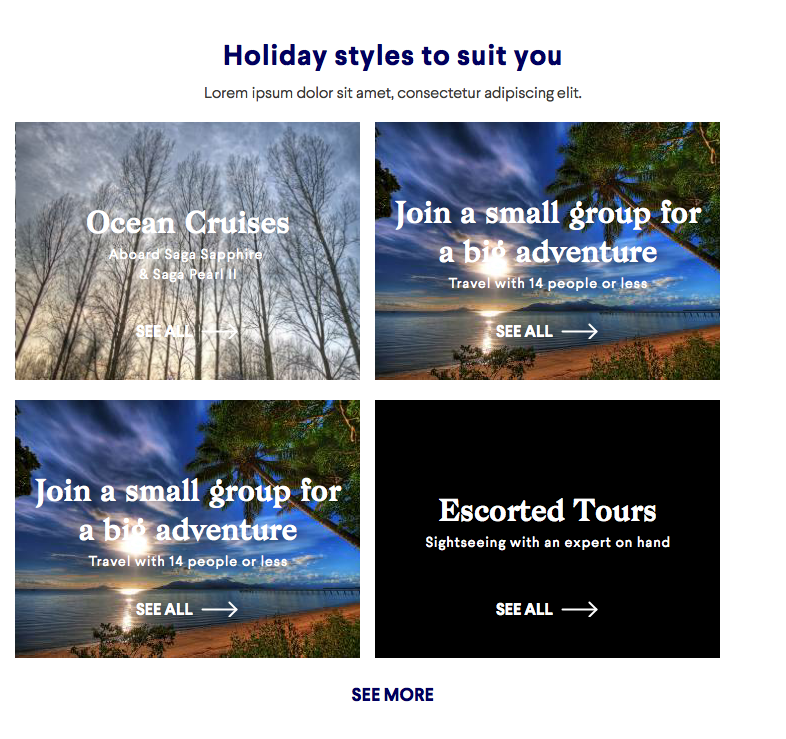 Holiday styles to suit you
Lorem ipsum dolor sit amet, consectetur adipiscing elit.
Ocean Cruises
Aboard Saga Sapphire
& Saga Pearl II
SEE ALL
Join a small group for
a big adventure
Travel with 14 people or less
SEE ALL
Join a small group for
a big adventure
Travel with 14 people or less
SEE ALL
Escorted Tours
Sightseeing with an expert on hand
SEE ALL
SEE MORE